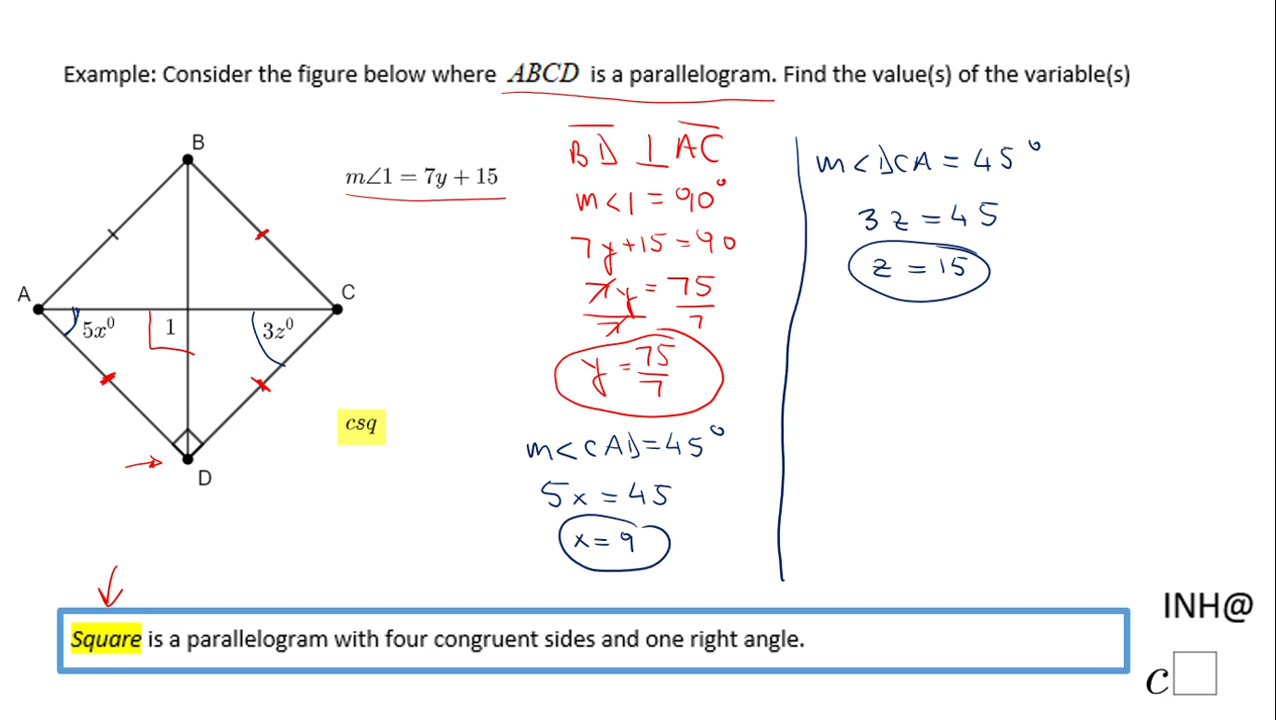 Example: Consider the figure below where ABCD is a parallelogram. Find the value(s) of the variable(s)
B
A
C
D
5x⁰
1
3z⁰
m∠1 = 7y + 15
csq
BD ⊥ AC
m<1 = 90°
7y+15=90
7y = 75
7 7
y = 75
7
m<CAD=45°
5x = 45
x = 9
m<DCA = 45°
3z = 45
z = 15
Square is a parallelogram with four congruent sides and one right angle.
INH@
c